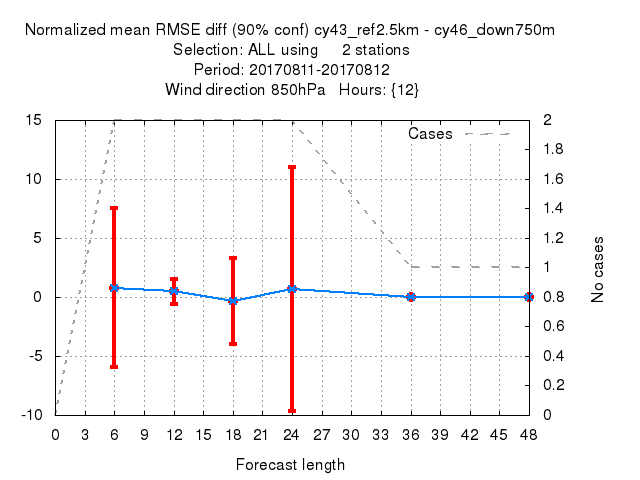 Normalized mean RMSE diff (90% conf) cy43_ref2.5km - cy46_down750m
Selection: ALL using 2 stations
Period: 20170811-20170812
Wind direction 850hPa Hours: {12}
Cases
15
10
5
0
-5
-10
2
1.8
1.6
1.4
1.2
1
0.8
0.6
0.4
0.2
0
No cases
0 3 6 9 12 15 18 21 24 27 30 33 36 39 42 45 48
Forecast length